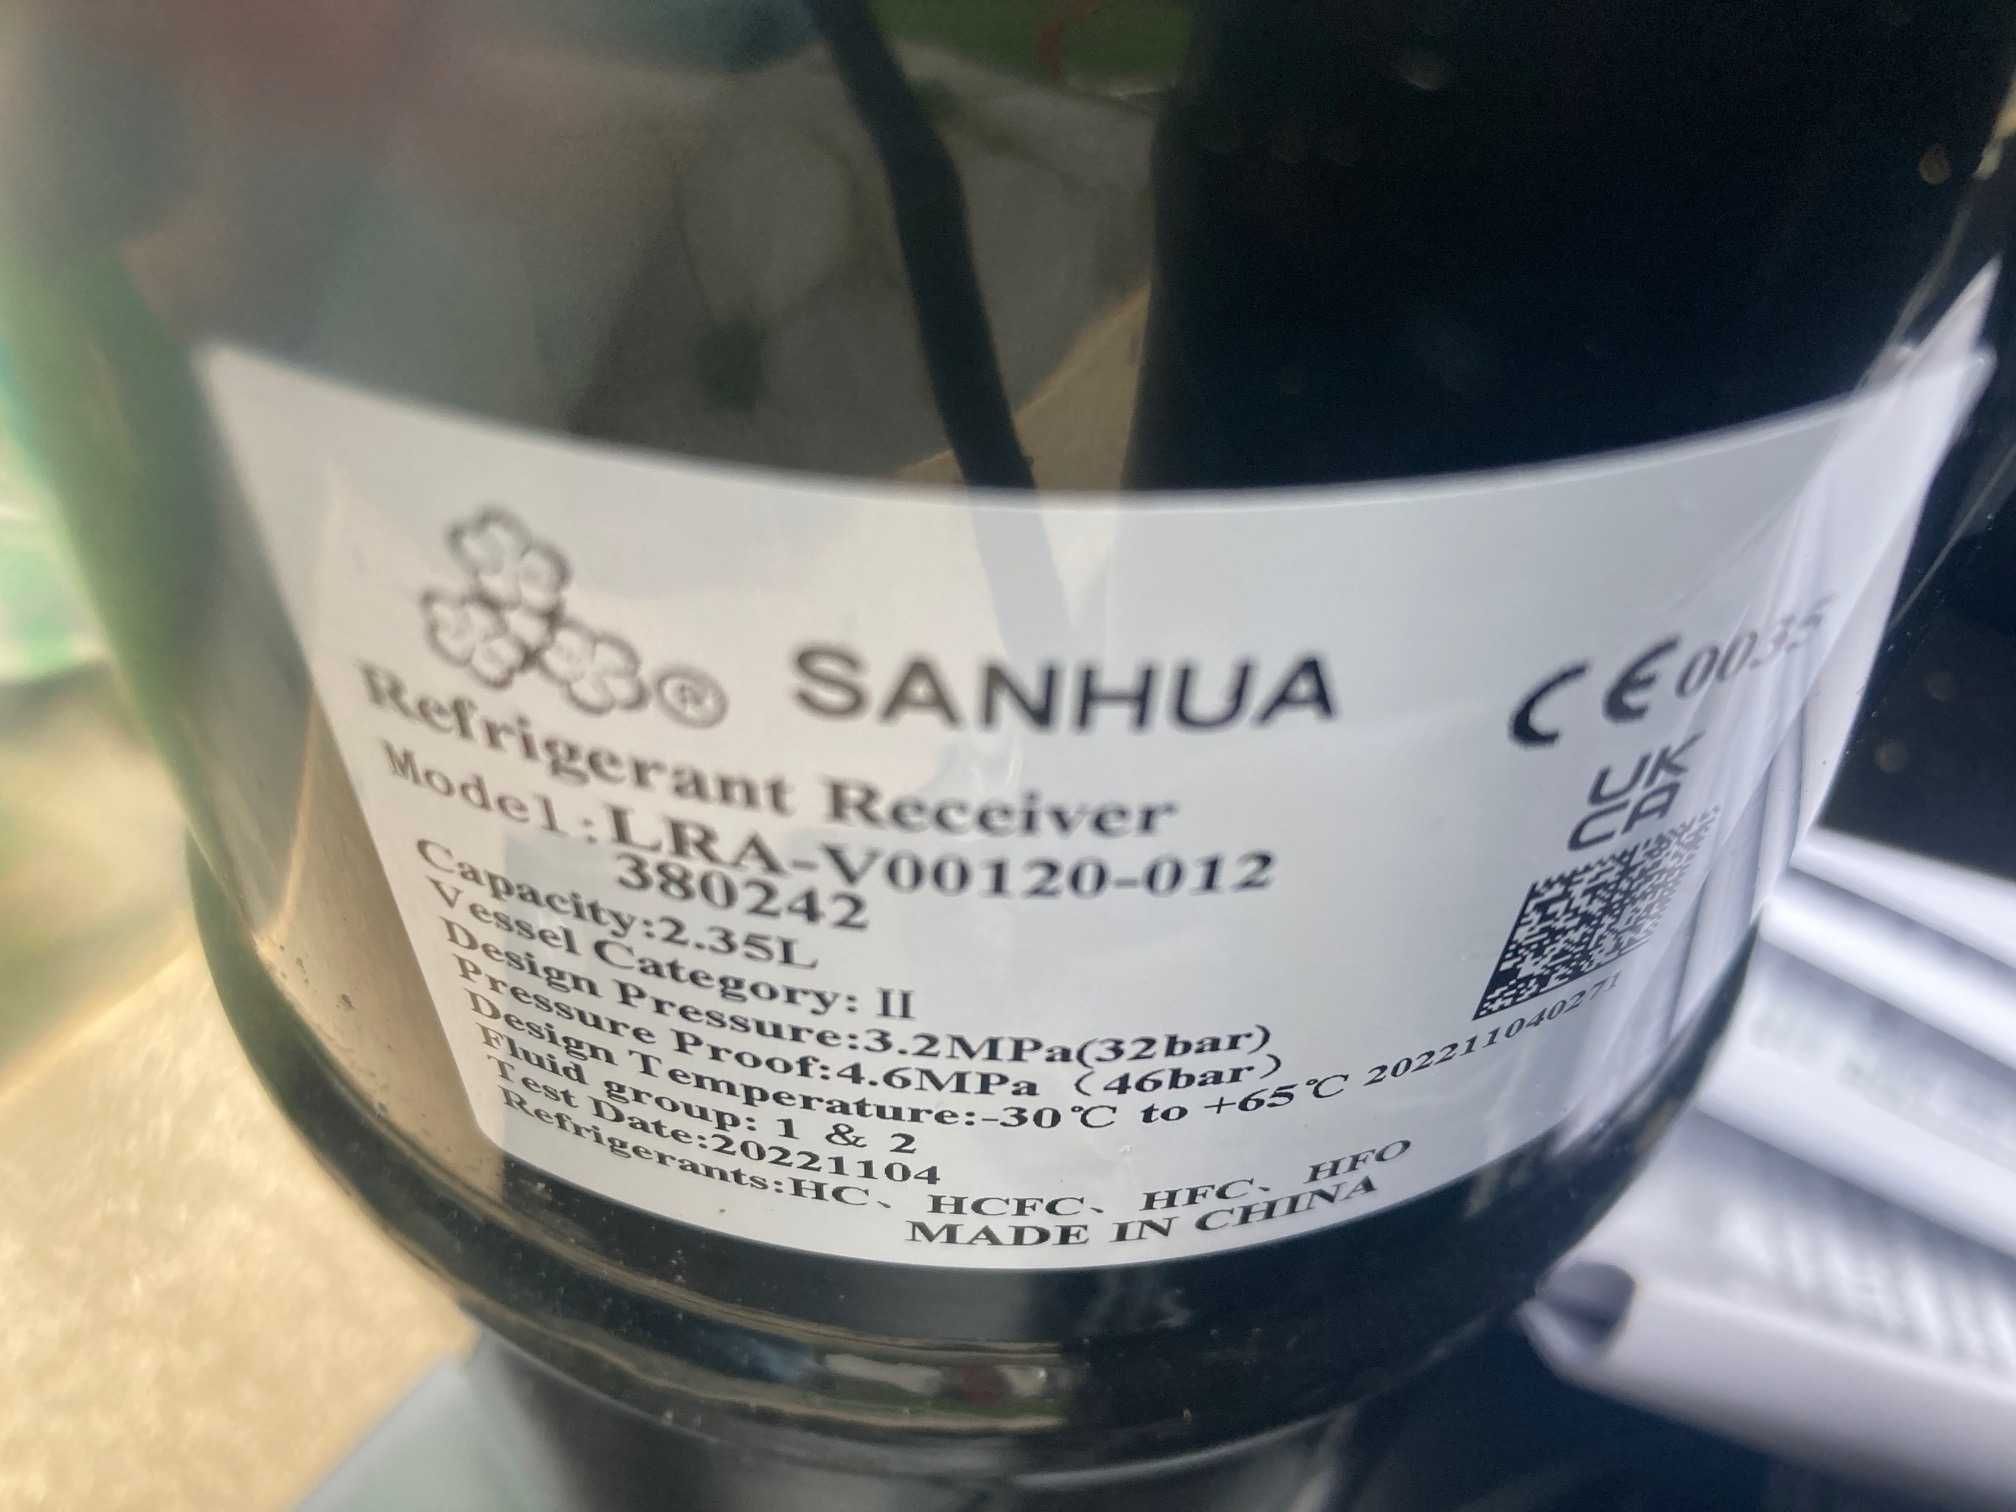 ® SANHUA
CE 0035
Refrigerant Receiver
UK
CA
Model:LRA-V00120-012
380242
Capacity:2.35L
Vessel Category: II
Design Pressure:3.2MPa(32bar)
Pressure Proof:4.6MPa（46bar）
Design Temperature:-30℃ to +65℃
202211040271
Fluid group: 1 & 2
Test Date:20221104
Refrigerants:HC、HCFC、HFC、HFO
MADE IN CHINA